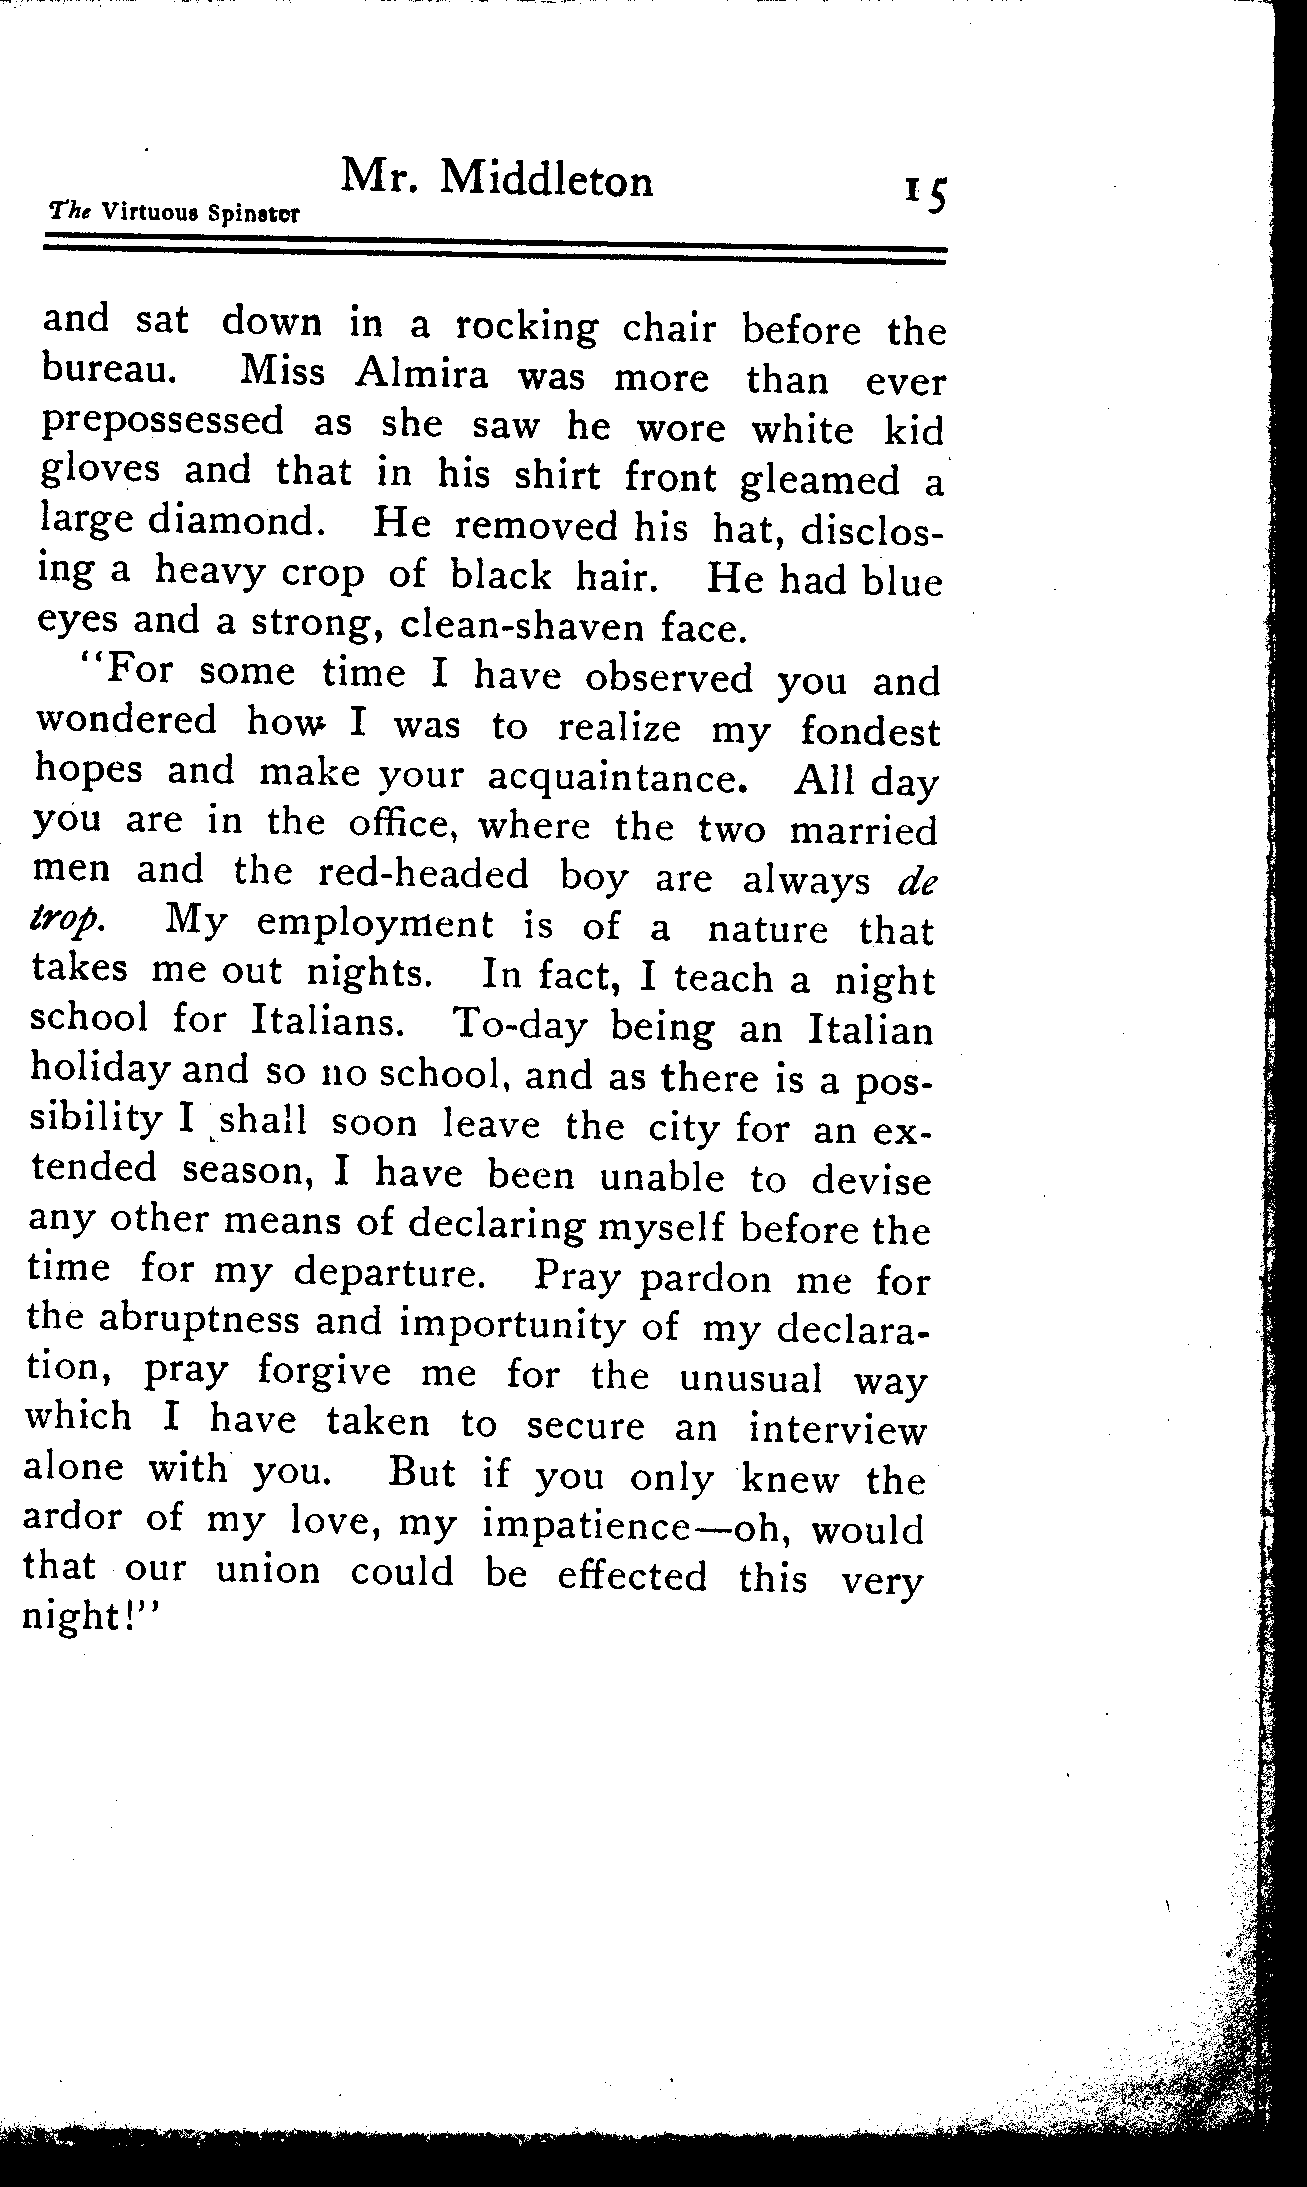 Mr. Middleton 15
The Virtuous Spinster
and sat down in a rocking chair before the
bureau. Miss Almira was more than ever
prepossessed as she saw he wore white kid
gloves and that in his shirt front gleamed a
large diamond. He removed his hat, disclos-
ing a heavy crop of black hair. He had blue
eyes and a strong, clean-shaven face.
“For some time I have observed you and
wondered how I was to realize my fondest
hopes and make your acquaintance. All day
you are in the office, where the two married
men and the red-headed boy are always de
trop. My employment is of a nature that
takes me out nights. In fact, I teach a night
school for Italians. To-day being an Italian
holiday and so no school, and as there is a pos-
sibility I shall soon leave the city for an ex-
tended season, I have been unable to devise
any other means of declaring myself before the
time for my departure. Pray pardon me for
the abruptness and importunity of my declara-
tion, pray forgive me for the unusual way
which I have taken to secure an interview
alone with you. But if you only knew the
ardor of my love, my impatience—oh, would
that our union could be effected this very
night!”